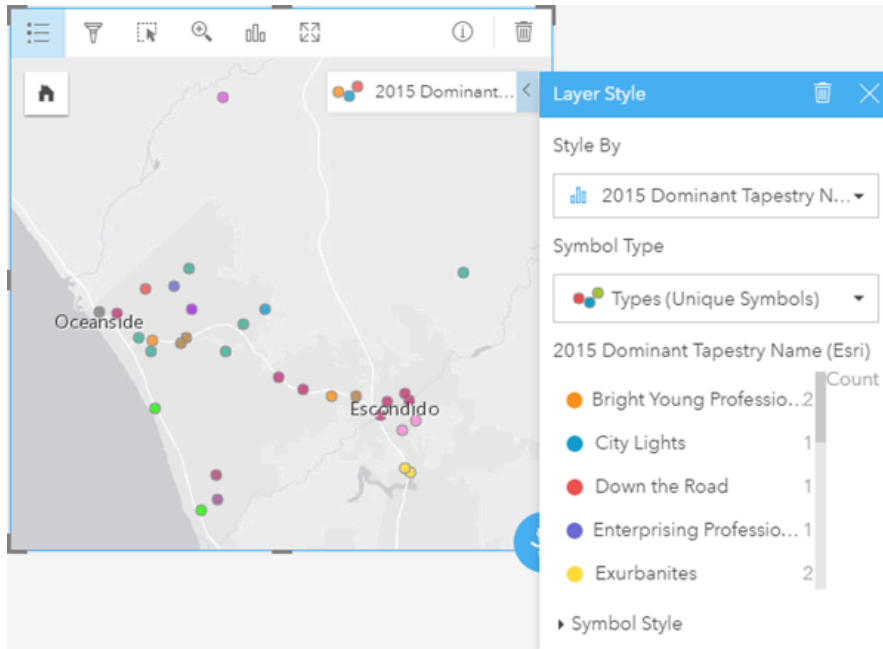 2015 Dominant...
Oceanside
Escondido
Layer Style
Style By
2015 Dominant Tapestry N...
Symbol Type
Types (Unique Symbols)
2015 Dominant Tapestry Name (Esri)
Count
Bright Young Professio...2
City Lights 1
Down the Road 1
Enterprising Professio... 1
Exurbanites 2
Symbol Style